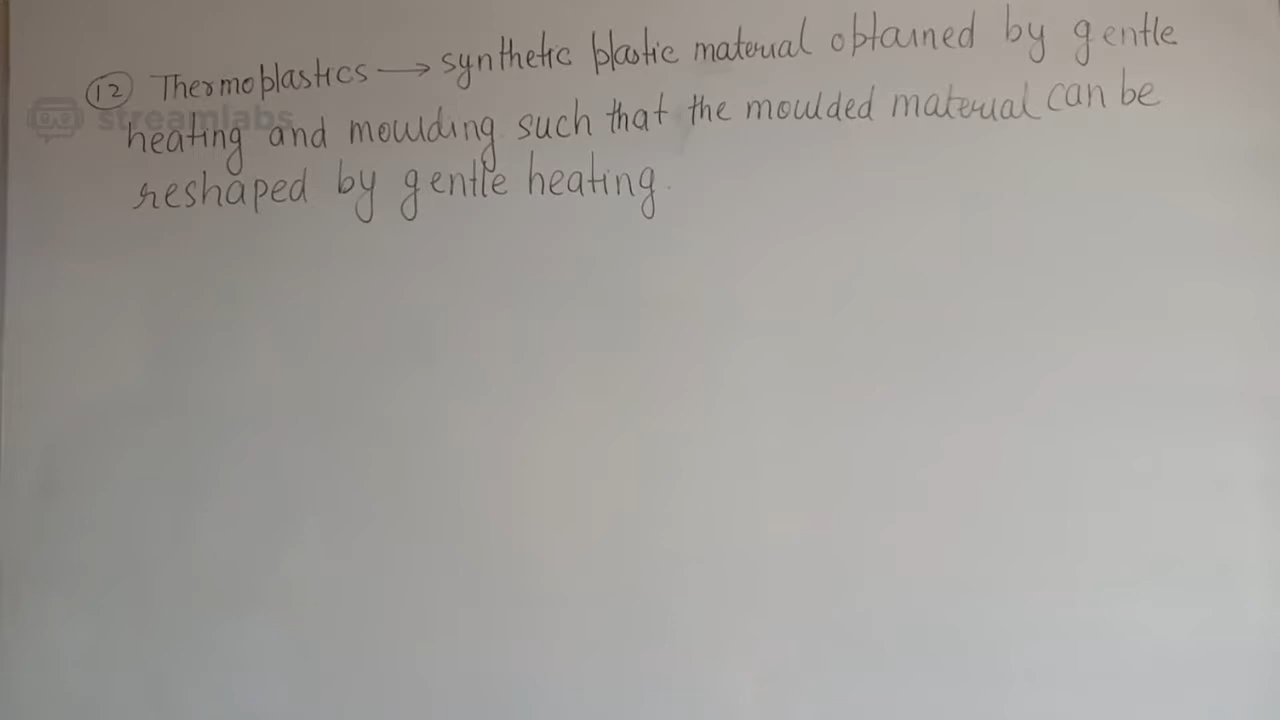 12 Thermoplastics → synthetic plastic material obtained by gentle
streamlabs
heating and moulding such that the moulded material can be
reshaped by gentle heating.